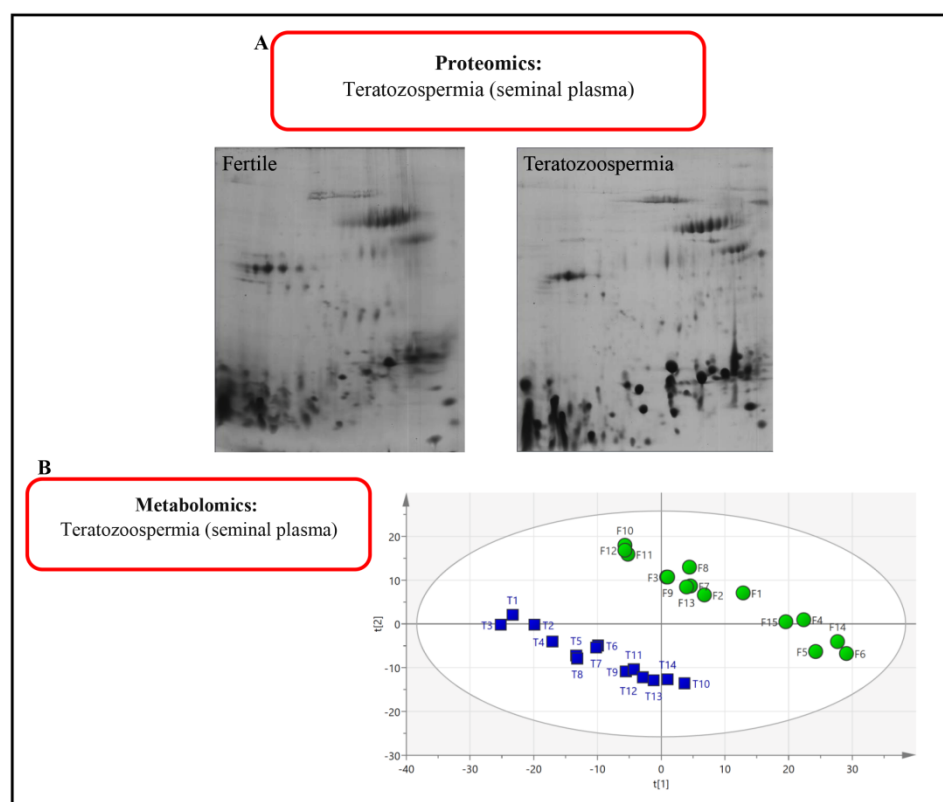 A
Proteomics:
Teratozospermia (seminal plasma)
Fertile
Teratozoospermia
B
Metabolomics:
Teratozoospermia (seminal plasma)
20
10
0
-10
-20
-30
t[2]
-40
-30
-20
-10
0
10
20
30
t[1]
F10
F12
F11
F8
F3
F7
F9
F13
F2
F1
F15
F4
F14
F5
F6
T1
T3
T2
T4
T5
T6
T7
T8
T11
T9
T14
T12
T13
T10